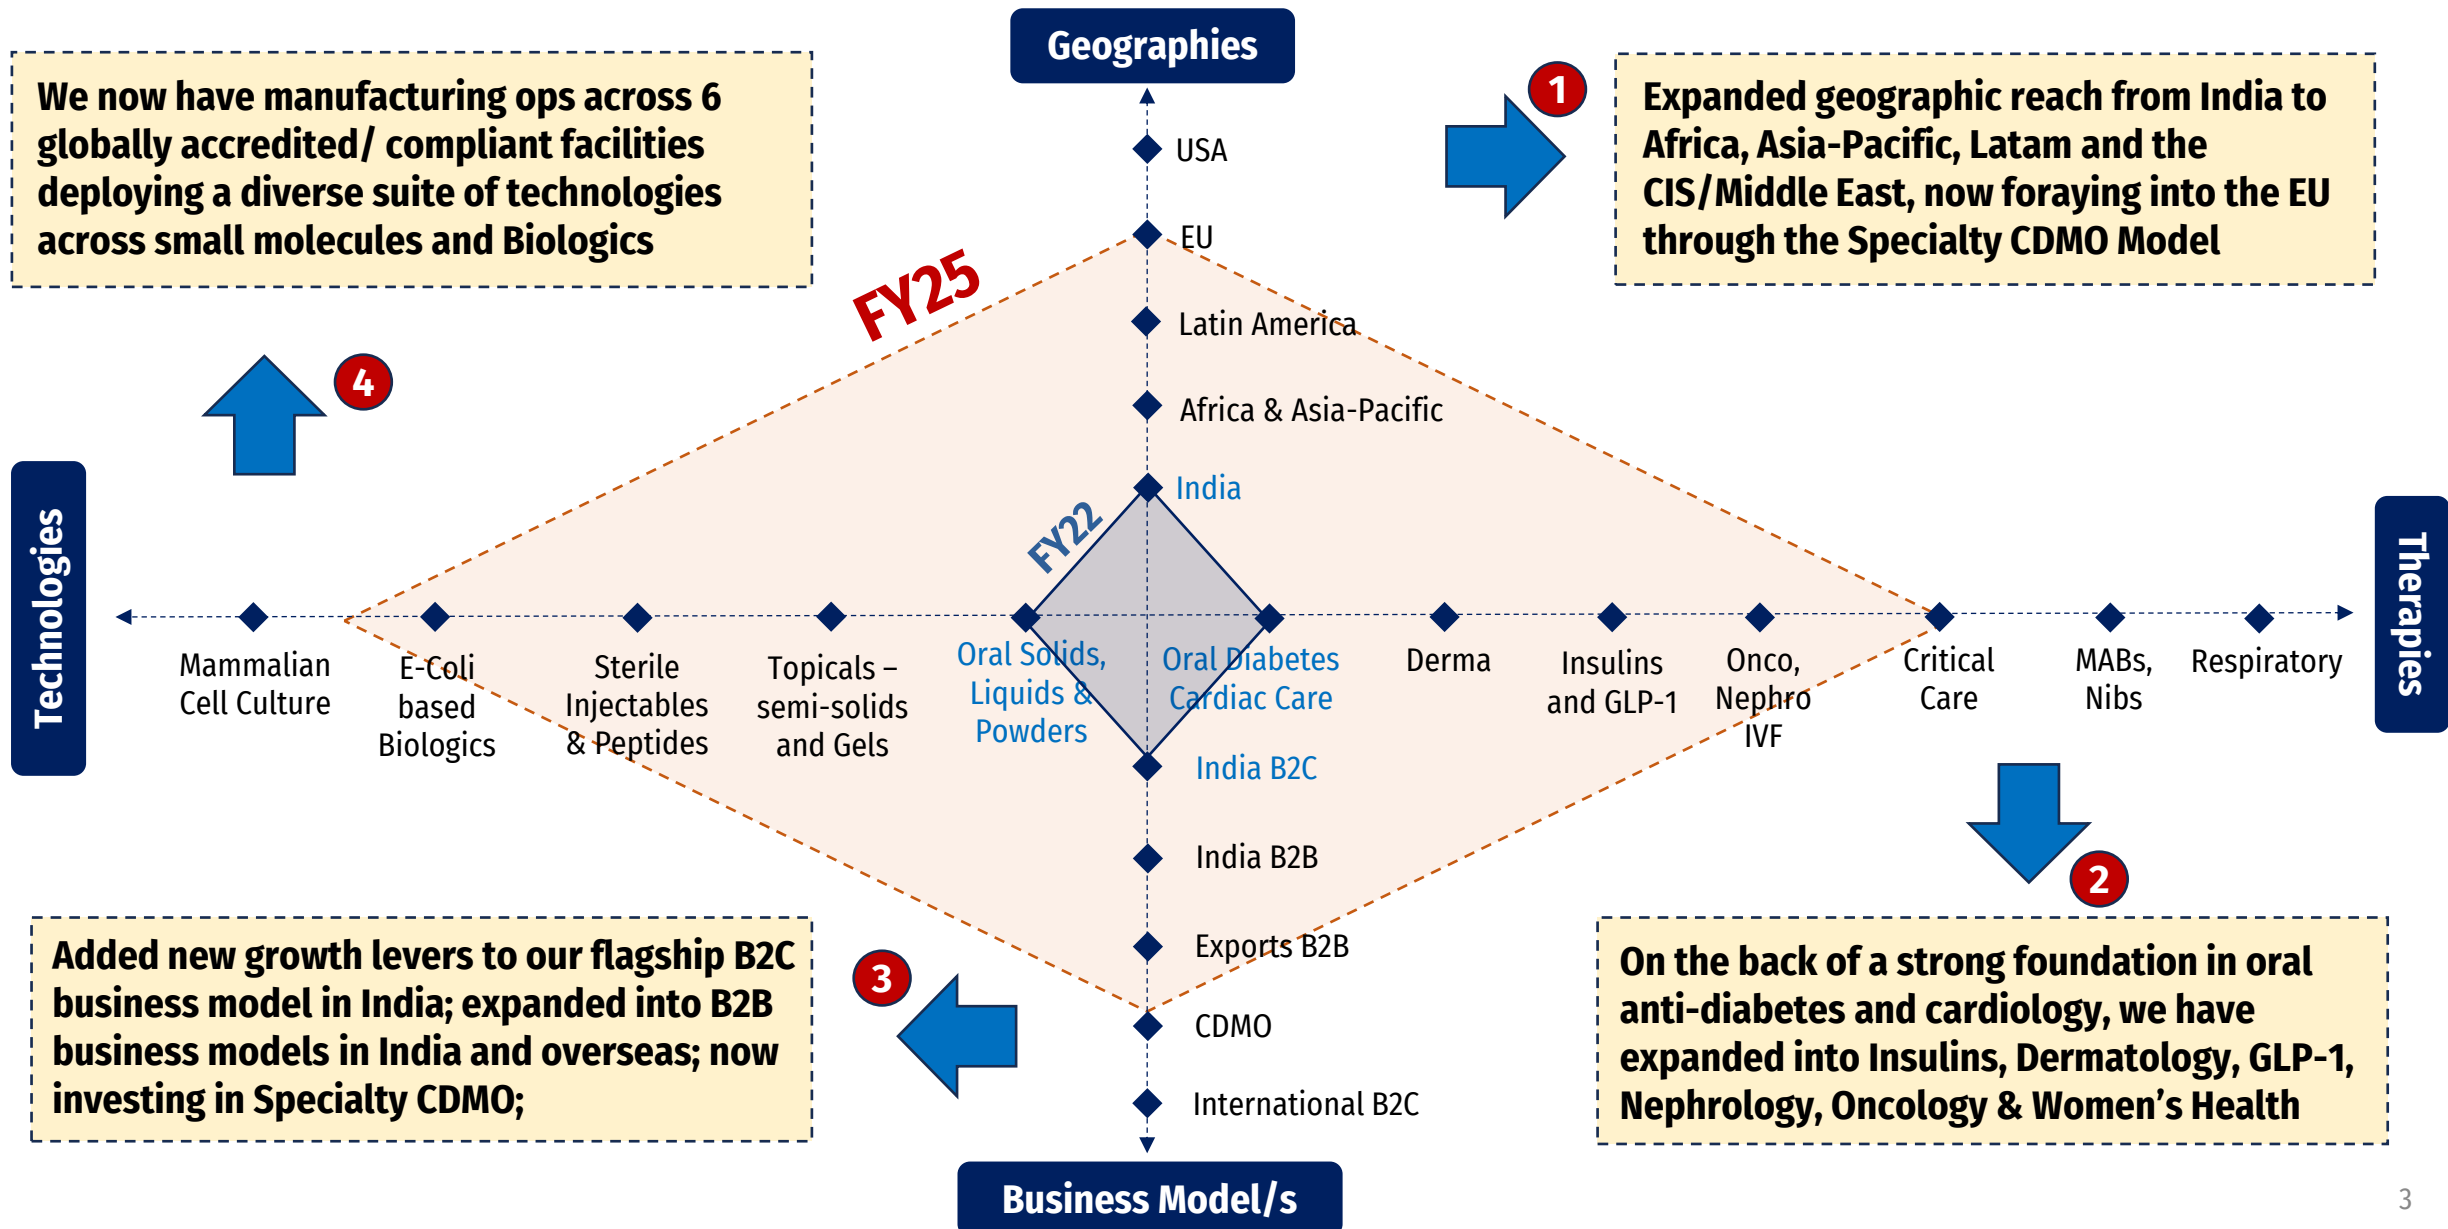 Geographies
We now have manufacturing ops across 6
globally accredited/ compliant facilities
deploying a diverse suite of technologies
across small molecules and Biologics
1
Expanded geographic reach from India to
Africa, Asia-Pacific, Latam and the
CIS/Middle East, now foraying into the EU
through the Specialty CDMO Model
USA
EU
FY25
Latin America
4
Africa & Asia-Pacific
India
FY22
Technologies
Therapies
Mammalian
Cell Culture
E-Coli
based
Biologics
Sterile
Injectables
& Peptides
Topicals –
semi-solids
and Gels
Oral Solids,
Liquids &
Powders
Oral Diabetes
Cardiac Care
Derma
Insulins
and GLP-1
Onco,
Nephro
IVF
Critical
Care
MABs,
Nibs
Respiratory
India B2C
India B2B
Exports B2B
CDMO
International B2C
2
3
Added new growth levers to our flagship B2C
business model in India; expanded into B2B
business models in India and overseas; now
investing in Specialty CDMO;
On the back of a strong foundation in oral
anti-diabetes and cardiology, we have
expanded into Insulins, Dermatology, GLP-1,
Nephrology, Oncology & Women’s Health
Business Model/s
3